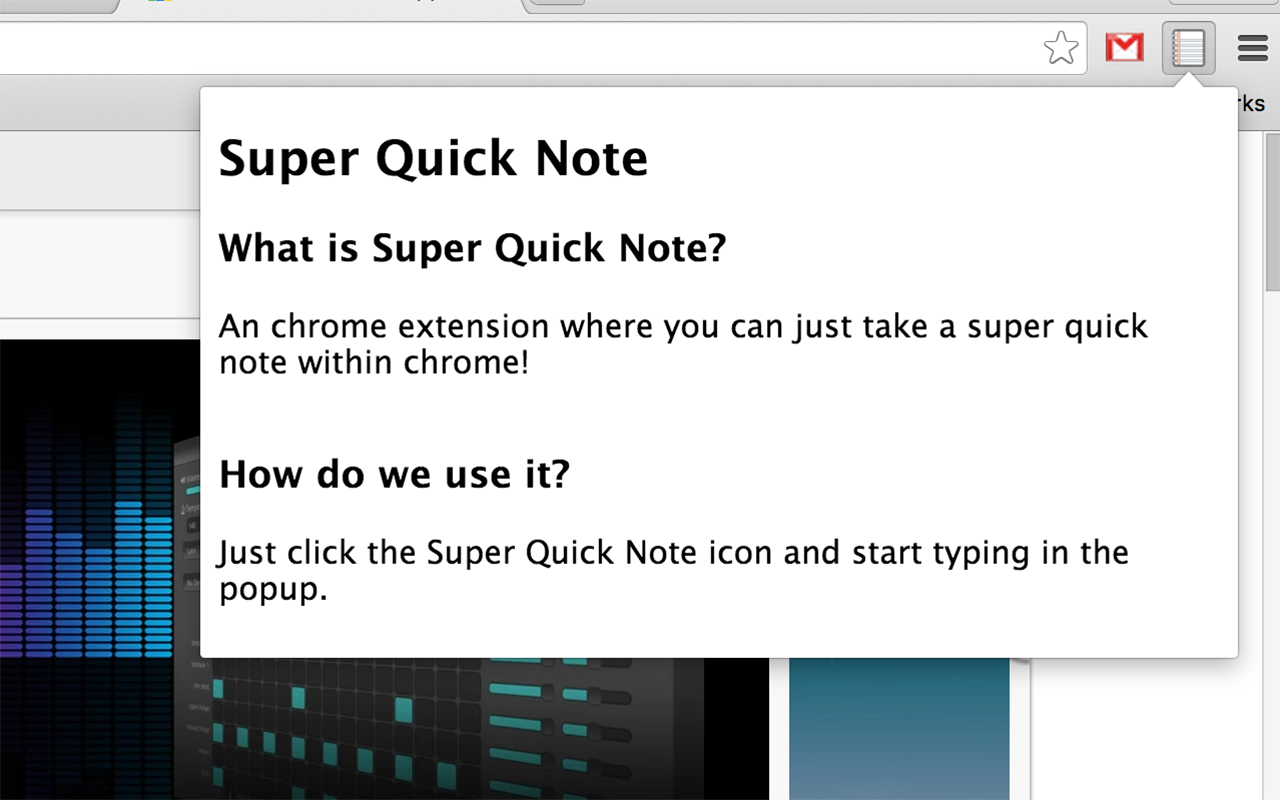 rks
Super Quick Note
What is Super Quick Note?
An chrome extension where you can just take a super quick
note within chrome!
How do we use it?
Just click the Super Quick Note icon and start typing in the
popup.